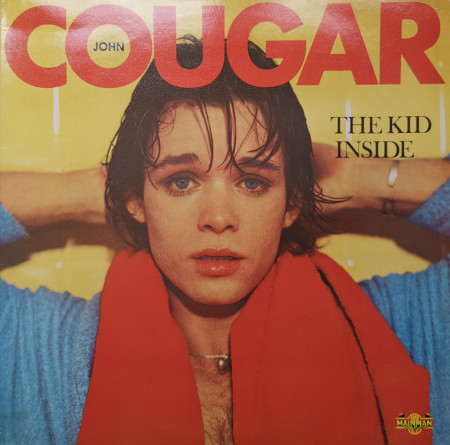 COUGAR
JOHN
THE KID
INSIDE
MAINMAN